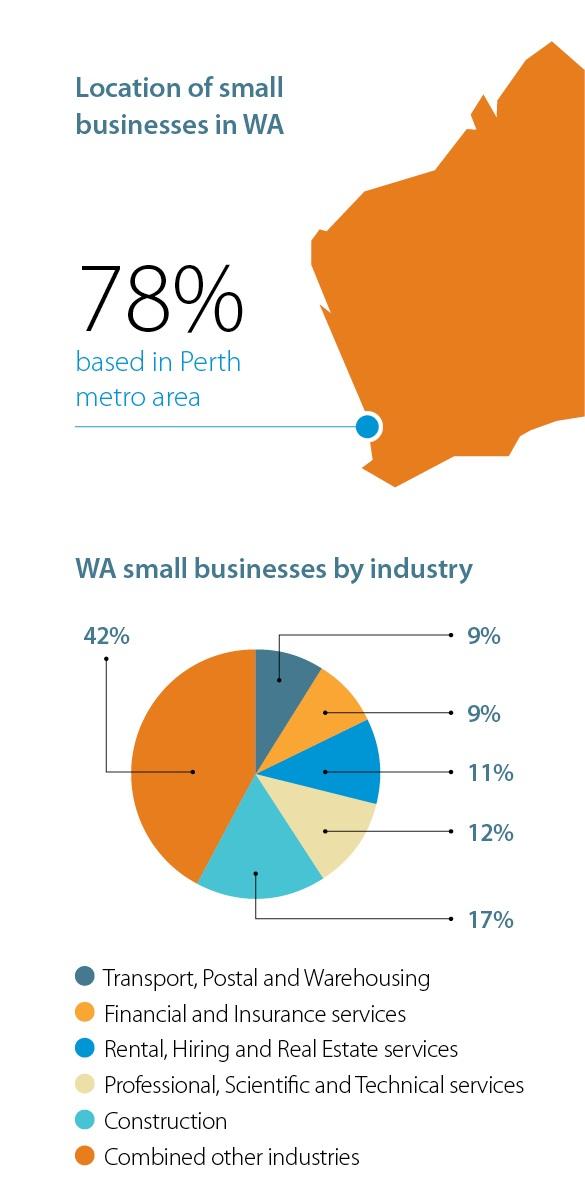 Location of small
businesses in WA
78%
based in Perth
metro area
WA small businesses by industry
42%
9%
9%
11%
12%
17%
Transport, Postal and Warehousing
Financial and Insurance services
Rental, Hiring and Real Estate services
Professional, Scientific and Technical services
Construction
Combined other industries